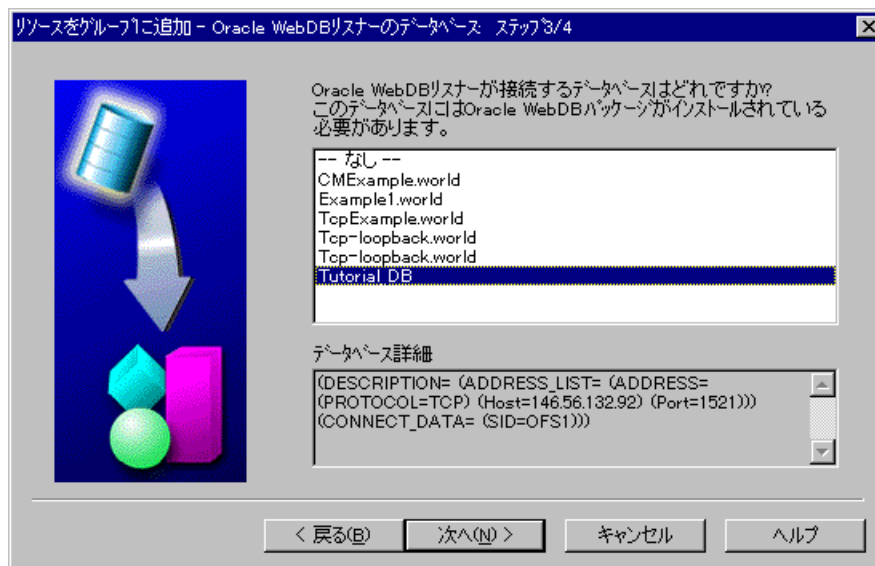 リソースをグループに追加 - Oracle WebDBリスナーのデータベース: ステップ3/4
Oracle WebDBリスナーが接続するデータベースはどれですか?
このデータベースにはOracle WebDBパッケージがインストールされている
必要があります。
-- なし --
CMExample.world
Example1.world
TcpExample.world
Tcp-loopback.world
Tcp-loopback.world
Tutorial_DB
データベース詳細
(DESCRIPTION= (ADDRESS_LIST= (ADDRESS=
(PROTOCOL=TCP) (Host=146.56.132.92) (Port=1521)))
(CONNECT_DATA= (SID=OFS1)))
< 戻る(B) 次へ(N) > キャンセル ヘルプ